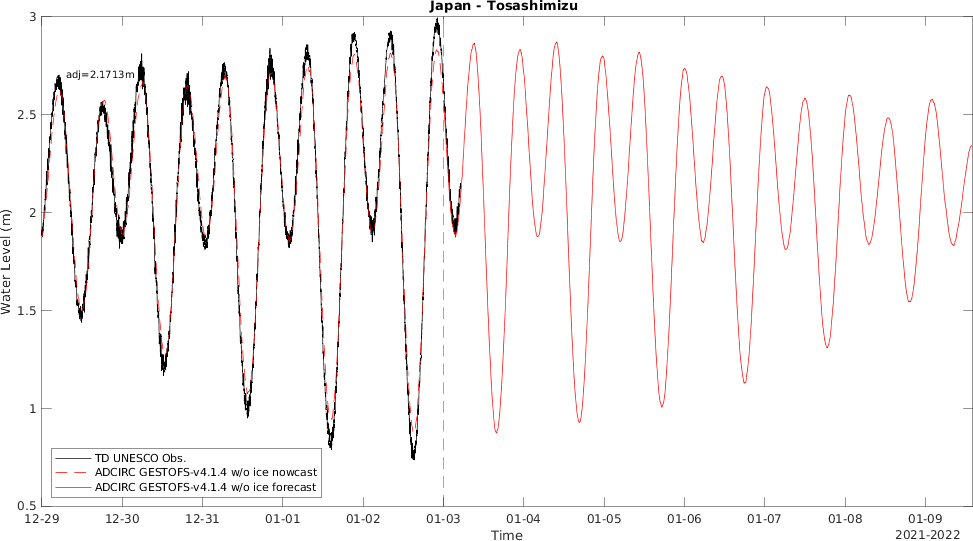 Japan - Tosashimizu
adj=2.1713m
Water Level (m)
3
2.5
2
1.5
1
0.5
TD UNESCO Obs.
ADCIRC GESTOFS-v4.1.4 w/o ice nowcast
ADCIRC GESTOFS-v4.1.4 w/o ice forecast
12-29 12-30 12-31 01-01 01-02 01-03 01-04 01-05 01-06 01-07 01-08 01-09
Time
2021-2022